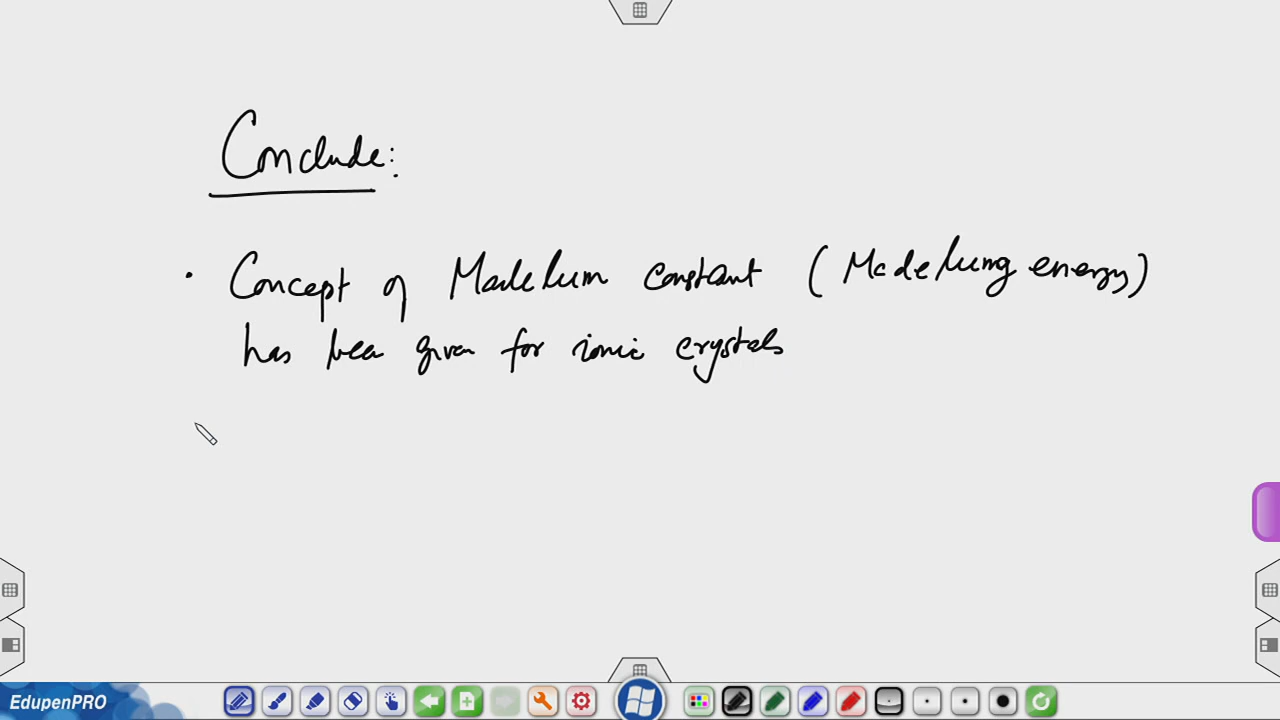 Conclude:
• Concept of Madelum constant (Madelung energy)
has been given for ionic crystals
EdupenPRO